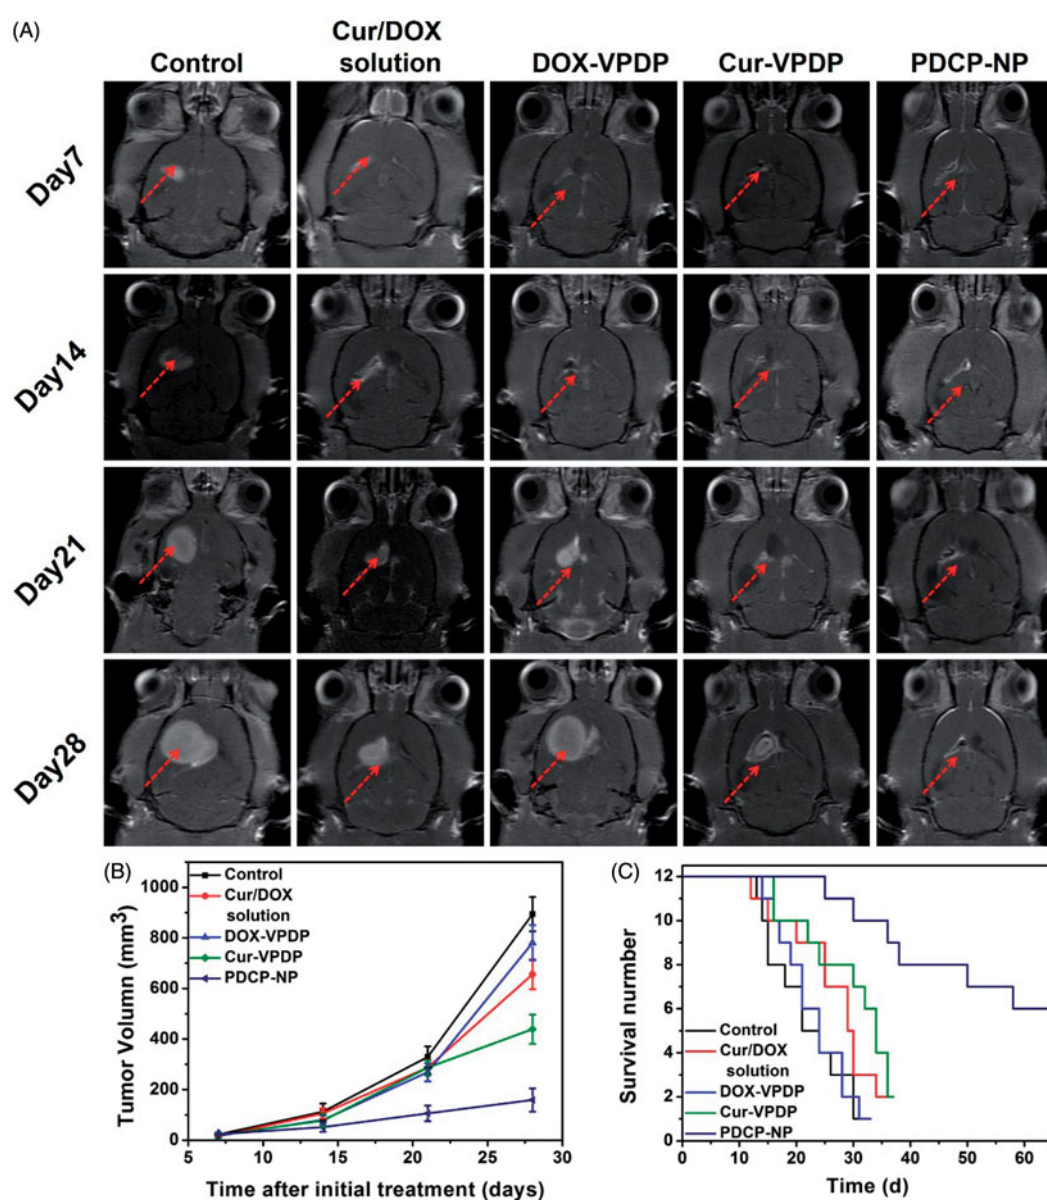 (A)
Control
Cur/DOX
solution
DOX-VPDP
Cur-VPDP
PDCP-NP
Day7
Day14
Day21
Day28
(B)
1000
800
600
400
200
0
5
10
15
20
25
30
Tumor Volumn (mm3)
Time after initial treatment (days)
Control
Cur/DOX
solution
DOX-VPDP
Cur-VPDP
PDCP-NP
(C)
12
10
8
6
4
2
0
0
10
20
30
40
50
60
Survival nurmber
Time (d)
Control
Cur/DOX
solution
DOX-VPDP
Cur-VPDP
PDCP-NP